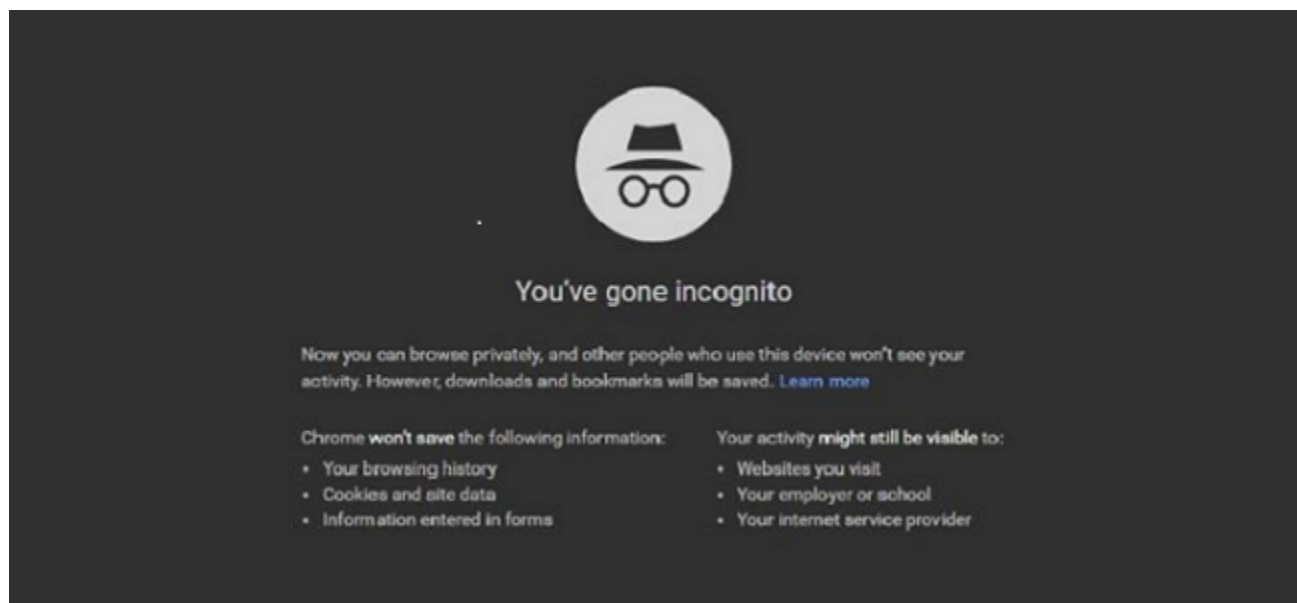 You've gone incognito
Now you can browse privately, and other people who use this device won't see your
activity. However, downloads and bookmarks will be saved. Learn more
Chrome won't save the following information:
• Your browsing history
• Cookies and site data
• Information entered in forms
Your activity might still be visible to:
• Websites you visit
• Your employer or school
• Your internet service provider